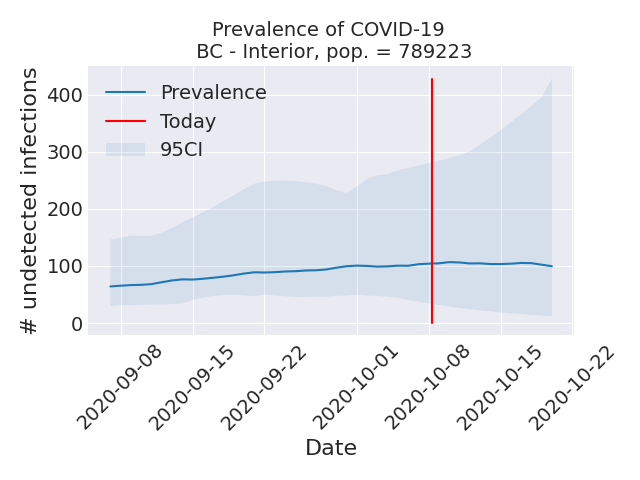 Prevalence of COVID-19
BC - Interior, pop. = 789223
# undetected infections
400
300
200
100
0
Prevalence
Today
95CI
2020-09-08
2020-09-15
2020-09-22
2020-10-01
2020-10-08
2020-10-15
2020-10-22
Date